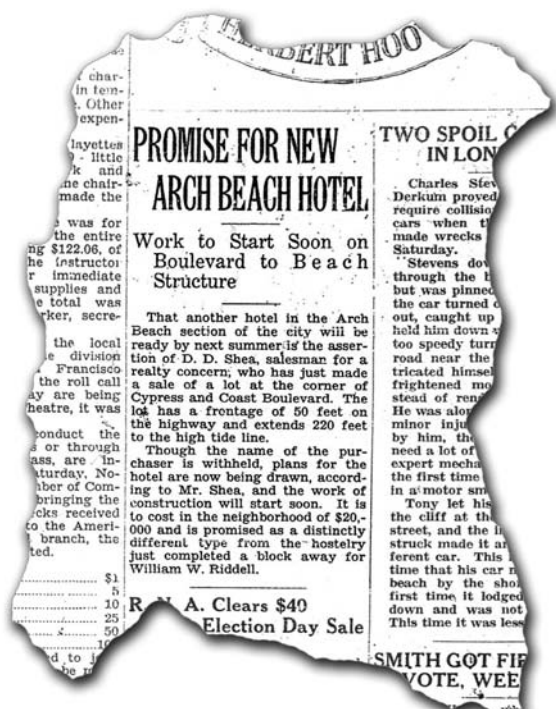 HERBERT HOO
char-
in tem-
Other
expen-
layettes
little
k and
he chair-
made the
was for
the entire
ng $122.06, of
he instructor
r immediate
supplies and
e total was
rker, secre-
the local
e division
Francisco
the roll call
ay are being
heatre, it was
conduct the
s or through
ass, are in-
aturday, No-
ber of Com-
bringing the
cks received
to the Ameri-
branch, the
ted.
$1
5
10
25
50
100
ed to j
be m
PROMISE FOR NEW
ARCH BEACH HOTEL
Work to Start Soon on
Boulevard to Beach
Structure
That another hotel in the Arch
Beach section of the city will be
ready by next summer is the asser-
tion of D. D. Shea, salesman for a
realty concern, who has just made
a sale of a lot at the corner of
Cypress and Coast Boulevard. The
lot has a frontage of 50 feet on
the highway and extends 220 feet
to the high tide line.
Though the name of the pur-
chaser is withheld, plans for the
hotel are now being drawn, accord-
ing to Mr. Shea, and the work of
construction will start soon. It is
to cost in the neighborhood of $20,-
000 and is promised as a distinctly
different type from the hostelry
just completed a block away for
William W. Riddell.
R. N. A. Clears $40
Election Day Sale
TWO SPOIL C
IN LON
Charles Stev
Derkum proved
require collisio
cars when t
made wrecks
Saturday.
Stevens do
through the b
but was pinne
the car turned o
out, caught up
held him down
too speedy turn
road near the
tricated himsel
frightened mo
stead of rend
He was alon
minor inju
by him, the
need a lot of
expert mecha
the first time
in a motor sm
Tony let his
the cliff at th
street, and the li
struck made it a
ferent car. This
time that his car
beach by the sho
first time it lodged
down and was not
This time it was less
SMITH GOT FIF
VOTE, WEE